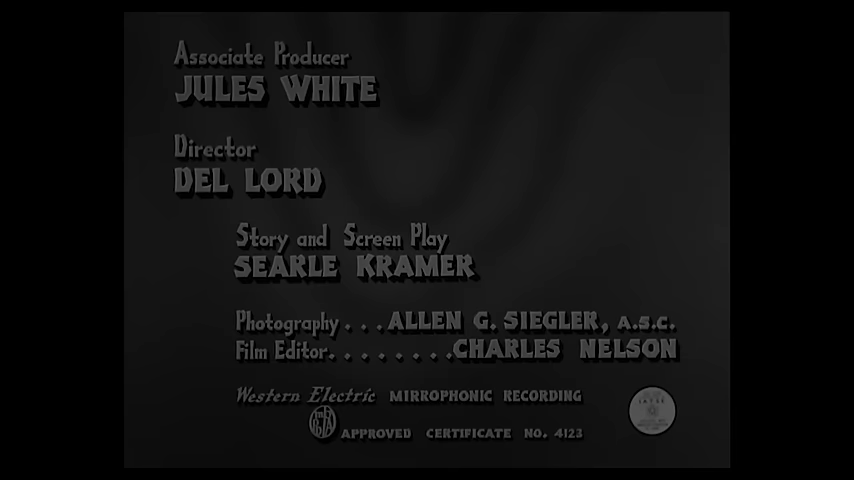 Associate Producer
JULES WHITE
Director
DEL LORD
Story and Screen Play
SEARLE KRAMER
Photography . . . ALLEN G. SIEGLER, A.S.C.
Film Editor. . . . . . . . CHARLES NELSON
Western Electric MIRROPHONIC RECORDING
APPROVED CERTIFICATE NO. 4123